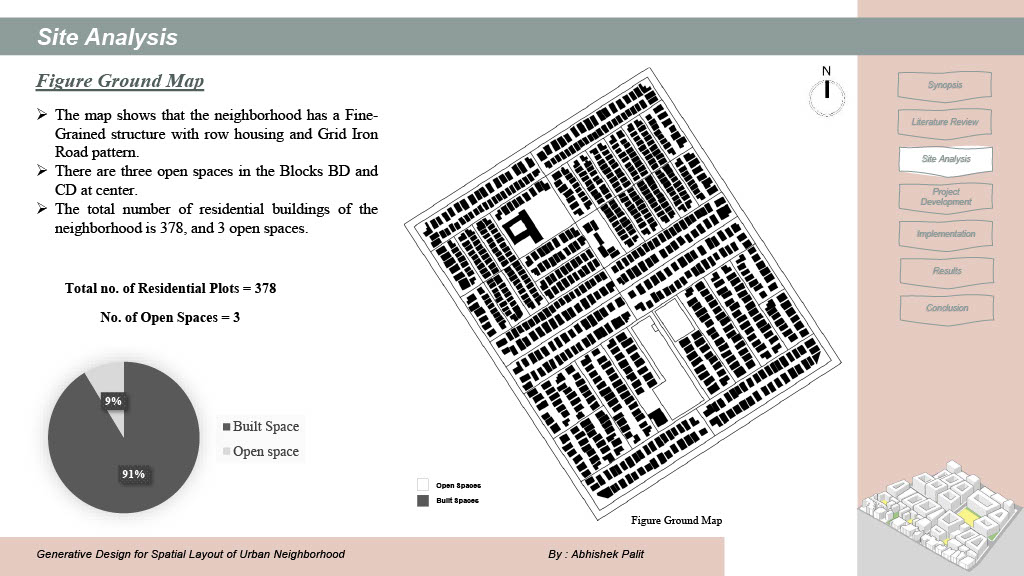 Site Analysis
Figure Ground Map
➢ The map shows that the neighborhood has a Fine-
Grained structure with row housing and Grid Iron
Road pattern.
➢ There are three open spaces in the Blocks BD and
CD at center.
➢ The total number of residential buildings of the
neighborhood is 378, and 3 open spaces.
Total no. of Residential Plots = 378
No. of Open Spaces = 3
9%
91%
Built Space
Open space
N
Open Spaces
Built Spaces
Figure Ground Map
Synopsis
Literature Review
Site Analysis
Project
Development
Implementation
Results
Conclusion
Generative Design for Spatial Layout of Urban Neighborhood
By : Abhishek Palit